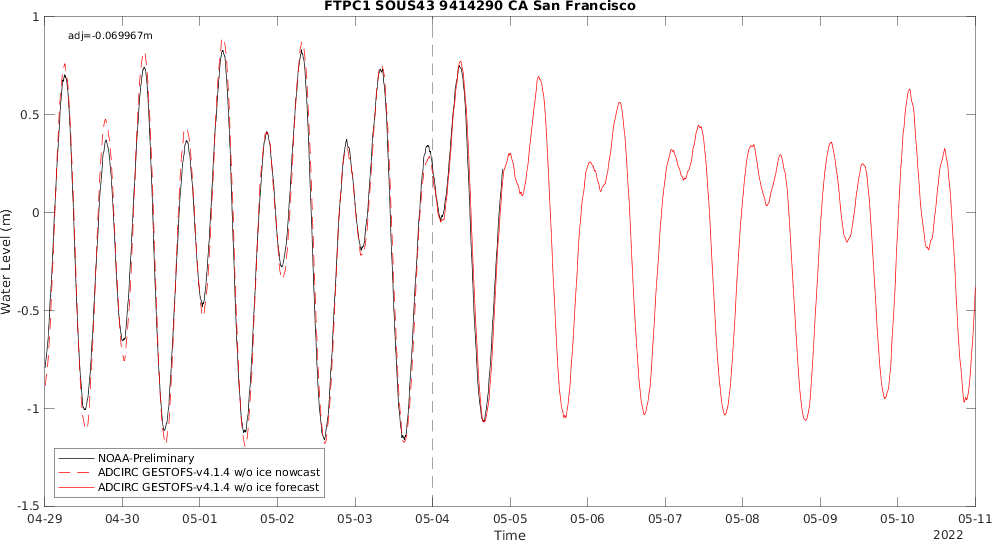 FTPC1 SOUS43 9414290 CA San Francisco
adj=-0.069967m
1
0.5
0
-0.5
-1
-1.5
Water Level (m)
NOAA-Preliminary
ADCIRC GESTOFS-v4.1.4 w/o ice nowcast
ADCIRC GESTOFS-v4.1.4 w/o ice forecast
04-29 04-30 05-01 05-02 05-03 05-04 05-05 05-06 05-07 05-08 05-09 05-10 05-11
Time
2022